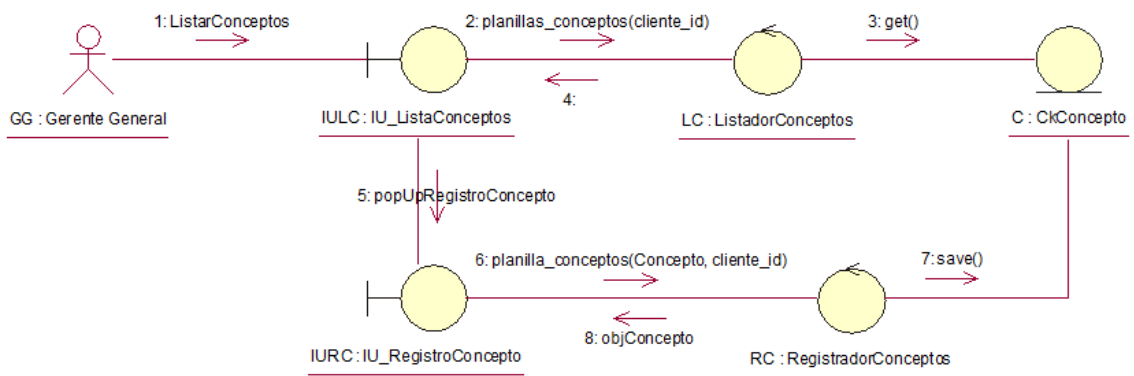 1: ListarConceptos
2: planillas_conceptos(cliente_id)
3: get()
4:
GG : Gerente General
IULC : IU_ListaConceptos
LC : ListadorConceptos
C : CkConcepto
5: popUpRegistroConcepto
6: planilla_conceptos(Concepto, cliente_id)
7: save()
8: objConcepto
IURC : IU_RegistroConcepto
RC : RegistradorConceptos